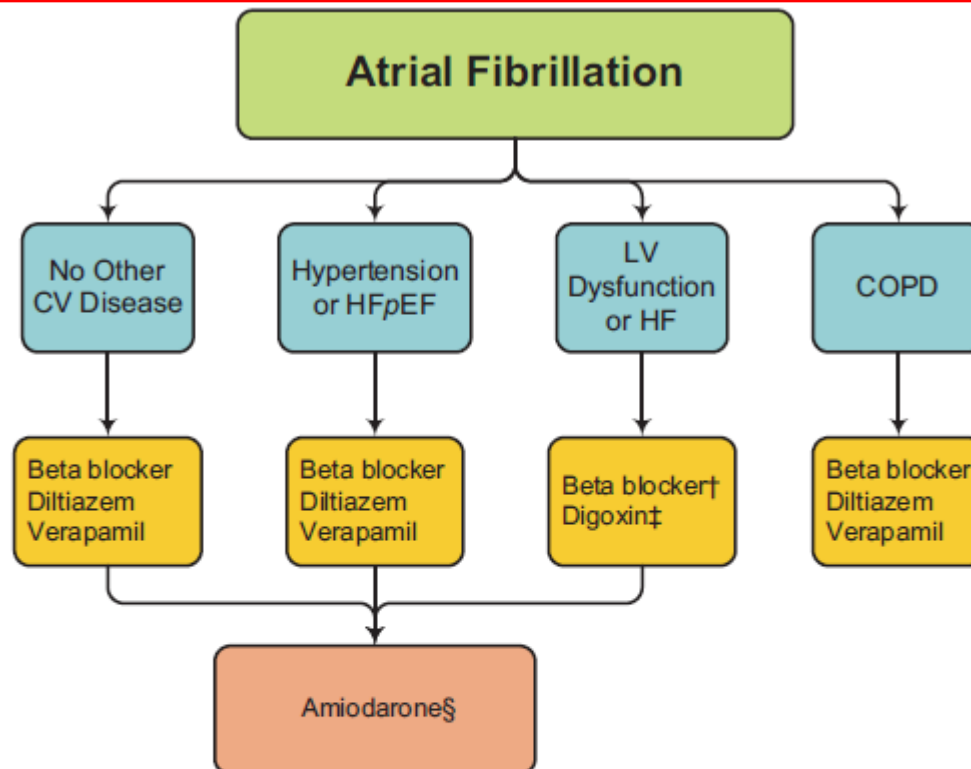 Atrial Fibrillation
No Other
CV Disease
Hypertension
or HFpEF
LV
Dysfunction
or HF
COPD
Beta blocker
Diltiazem
Verapamil
Beta blocker
Diltiazem
Verapamil
Beta blocker†
Digoxin‡
Beta blocker
Diltiazem
Verapamil
Amiodarone§